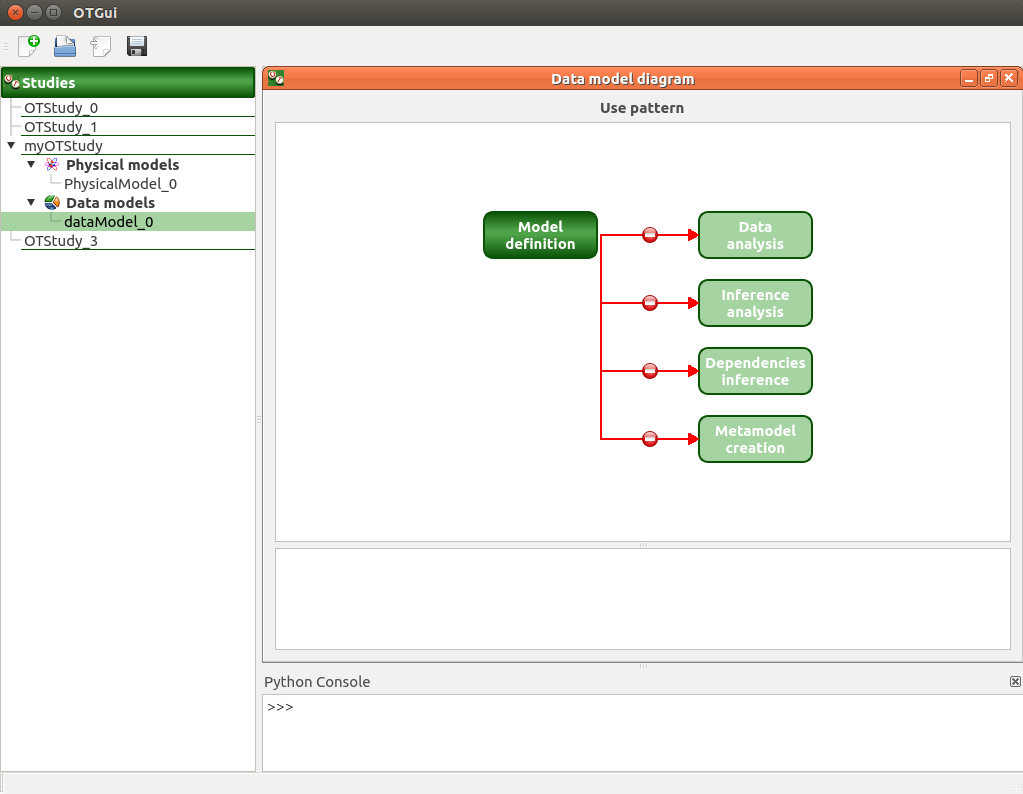 OTGui
Studies
OTStudy_0
OTStudy_1
myOTStudy
Physical models
PhysicalModel_0
Data models
dataModel_0
OTStudy_3
Data model diagram
Use pattern
Model
definition
Data
analysis
Inference
analysis
Dependencies
inference
Metamodel
creation
Python Console
>>>